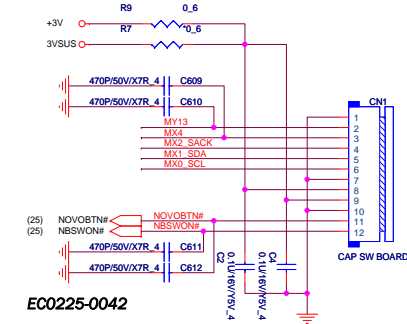 R9 0_6
+3V
R7 *0_6
3VSUS
470P/50V/X7R_4 C609
CN1
470P/50V/X7R_4 C610
1
MY13 2
MX4 3
MX2_SACK 4
MX1_SDA 5
MX0_SCL 6
7
8
9
10
(25) NOVOBTN# NOVOBTN# 11
(25) NBSWON# NBSWON# 12
470P/50V/X7R_4 C611
CAP SW BOARD
470P/50V/X7R_4 C612
C2
0.1U/16V/Y5V_4
C4
0.1U/16V/Y5V_4
EC0225-0042